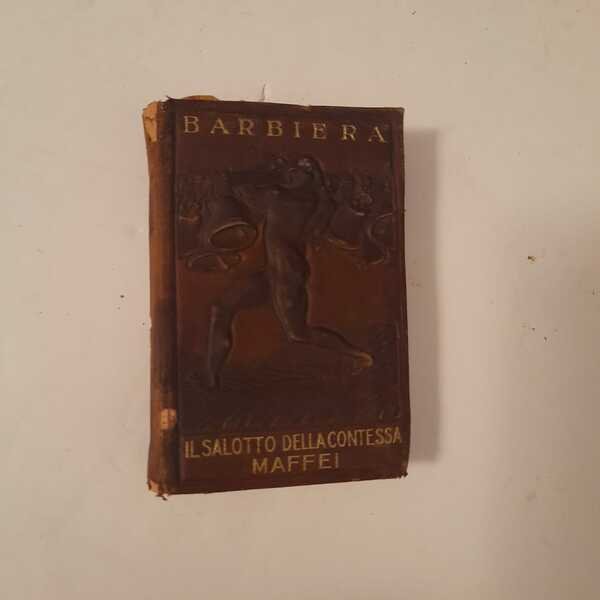 BARBIERA
IL SALOTTO DELLA CONTESSA
MAFFEI